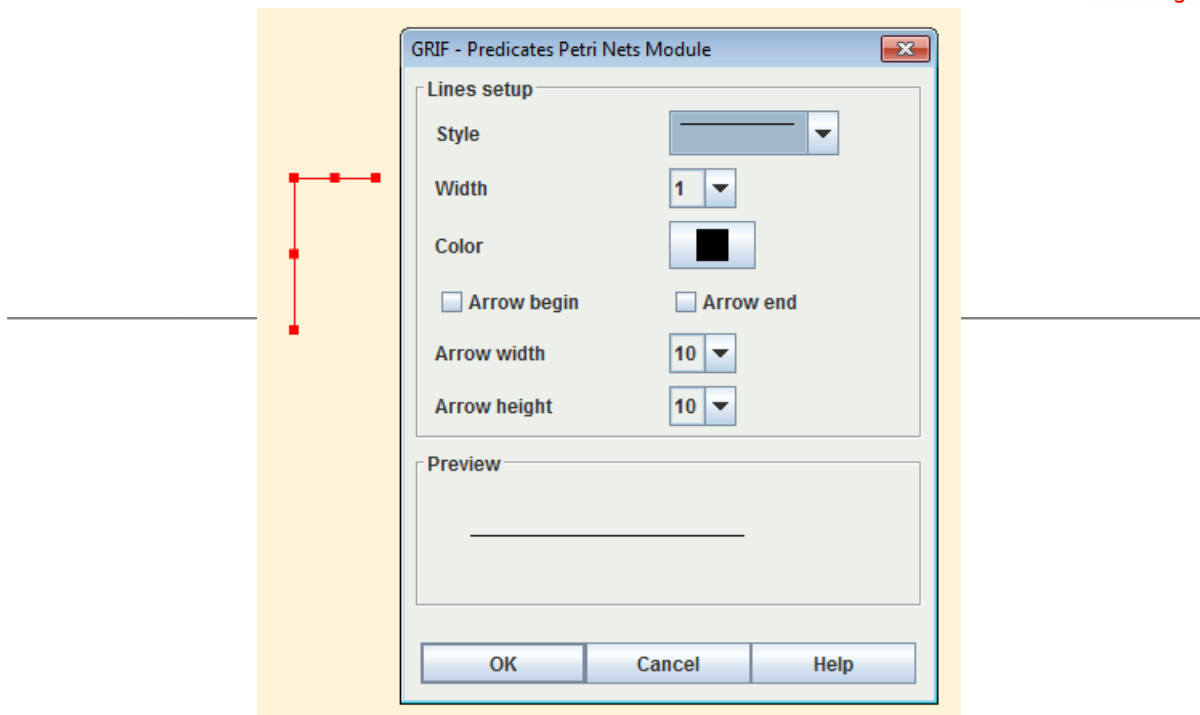 GRIF - Predicates Petri Nets Module
Lines setup
Style
Width 1
Color
Arrow begin Arrow end
Arrow width 10
Arrow height 10
Preview
OK Cancel Help